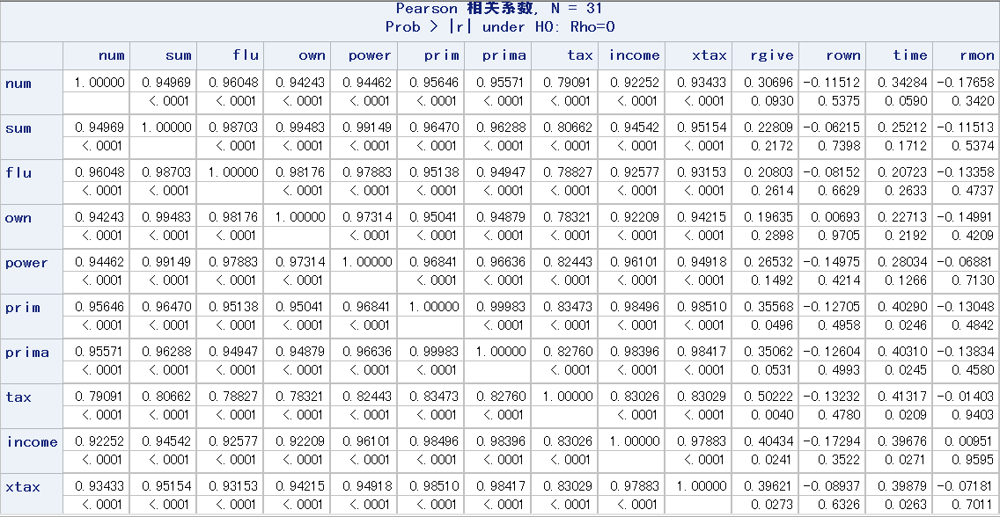 Pearson 相关系数, N = 31
Prob > |r| under H0: Rho=0
num sum flu own power prim prima tax income xtax rgive rown time rmon
num 1.00000 0.94969 0.96048 0.94243 0.94462 0.95646 0.95571 0.79091 0.92252 0.93433 0.30696 -0.11512 0.34284 -0.17658
<.0001 <.0001 <.0001 <.0001 <.0001 <.0001 <.0001 <.0001 <.0001 0.0930 0.5375 0.0590 0.3420
sum 0.94969 1.00000 0.98703 0.99483 0.99149 0.96470 0.96288 0.80662 0.94542 0.95154 0.22809 -0.06215 0.25212 -0.11513
<.0001 <.0001 <.0001 <.0001 <.0001 <.0001 <.0001 <.0001 <.0001 0.2172 0.7398 0.1712 0.5374
flu 0.96048 0.98703 1.00000 0.98176 0.97883 0.95138 0.94947 0.78827 0.92577 0.93153 0.20803 -0.08152 0.20723 -0.13358
<.0001 <.0001 <.0001 <.0001 <.0001 <.0001 <.0001 <.0001 <.0001 0.2614 0.6629 0.2633 0.4737
own 0.94243 0.99483 0.98176 1.00000 0.97314 0.95041 0.94879 0.78321 0.92209 0.94215 0.19635 0.00693 0.22713 -0.14991
<.0001 <.0001 <.0001 <.0001 <.0001 <.0001 <.0001 <.0001 <.0001 0.2898 0.9705 0.2192 0.4209
power 0.94462 0.99149 0.97883 0.97314 1.00000 0.96841 0.96636 0.82443 0.96101 0.94918 0.26532 -0.14975 0.28034 -0.06881
<.0001 <.0001 <.0001 <.0001 <.0001 <.0001 <.0001 <.0001 <.0001 0.1492 0.4214 0.1266 0.7130
prim 0.95646 0.96470 0.95138 0.95041 0.96841 1.00000 0.99983 0.83473 0.98496 0.98510 0.35568 -0.12705 0.40290 -0.13048
<.0001 <.0001 <.0001 <.0001 <.0001 <.0001 <.0001 <.0001 <.0001 0.0496 0.4958 0.0246 0.4842
prima 0.95571 0.96288 0.94947 0.94879 0.96636 0.99983 1.00000 0.82760 0.98396 0.98417 0.35062 -0.12604 0.40310 -0.13834
<.0001 <.0001 <.0001 <.0001 <.0001 <.0001 <.0001 <.0001 <.0001 0.0531 0.4993 0.0245 0.4580
tax 0.79091 0.80662 0.78827 0.78321 0.82443 0.83473 0.82760 1.00000 0.83026 0.83029 0.50222 -0.13232 0.41317 -0.01403
<.0001 <.0001 <.0001 <.0001 <.0001 <.0001 <.0001 <.0001 <.0001 0.0040 0.4780 0.0209 0.9403
income 0.92252 0.94542 0.92577 0.92209 0.96101 0.98496 0.98396 0.83026 1.00000 0.97883 0.40434 -0.17294 0.39676 0.00951
<.0001 <.0001 <.0001 <.0001 <.0001 <.0001 <.0001 <.0001 <.0001 0.0241 0.3522 0.0271 0.9595
xtax 0.93433 0.95154 0.93153 0.94215 0.94918 0.98510 0.98417 0.83029 0.97883 1.00000 0.39621 -0.08937 0.39879 -0.07181
<.0001 <.0001 <.0001 <.0001 <.0001 <.0001 <.0001 <.0001 <.0001 0.0273 0.6326 0.0263 0.7011